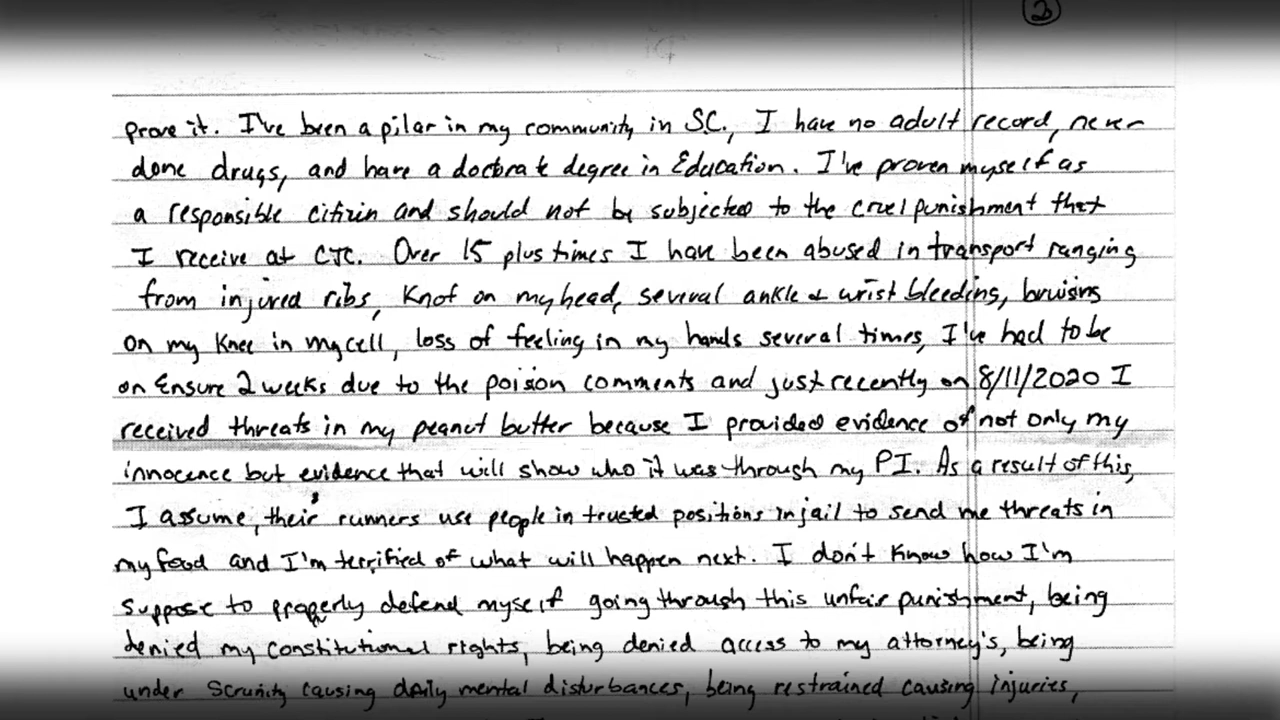 2
prove it. I've been a pilar in my community in SC., I have no adult record, never
done drugs, and have a doctorate degree in Education. I've proven myself as
a responsible citizin and should not be subjected to the cruel punishment that
I receive at CJC. Over 15 plus times I have been abused in transport ranging
from injured ribs, Knot on my head, several ankle & wrist bleeding, bruising
on my Knee in my cell, loss of feeling in my hands several times, I've had to be
on Ensure 2 weeks due to the poison comments and just recently on 8/11/2020 I
received threats in my peanut butter because I provided evidence of not only my
innocence but evidence that will show who it was through my PI. As a result of this,
I assume, their's runners use people in trusted positions in jail to send me threats in
my food and I'm terrified of what will happen next. I don't Know how I'm
suppose to properly defend myself going through this unfair punishment, being
denied my constitutional rights, being denied access to my attorney's, being
under scrunity causing daily mental disturbances, being restrained causing injuries,